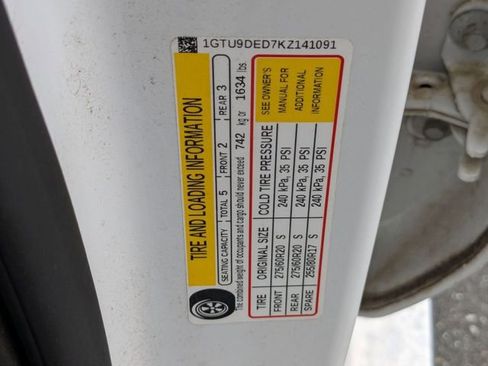 1GTU9DED7KZ141091
TIRE AND LOADING INFORMATION
SEATING CAPACITY TOTAL 5 FRONT 2 REAR 3
The combined weight of occupants and cargo should never exceed 742 kg or 1634 lbs.
TIRE ORIGINAL SIZE COLD TIRE PRESSURE
FRONT 275/60R20 S 240 kPa, 35 PSI
REAR 275/60R20 S 240 kPa, 35 PSI
SPARE 255/80R17 S 240 kPa, 35 PSI
SEE OWNER'S
MANUAL FOR
ADDITIONAL
INFORMATION